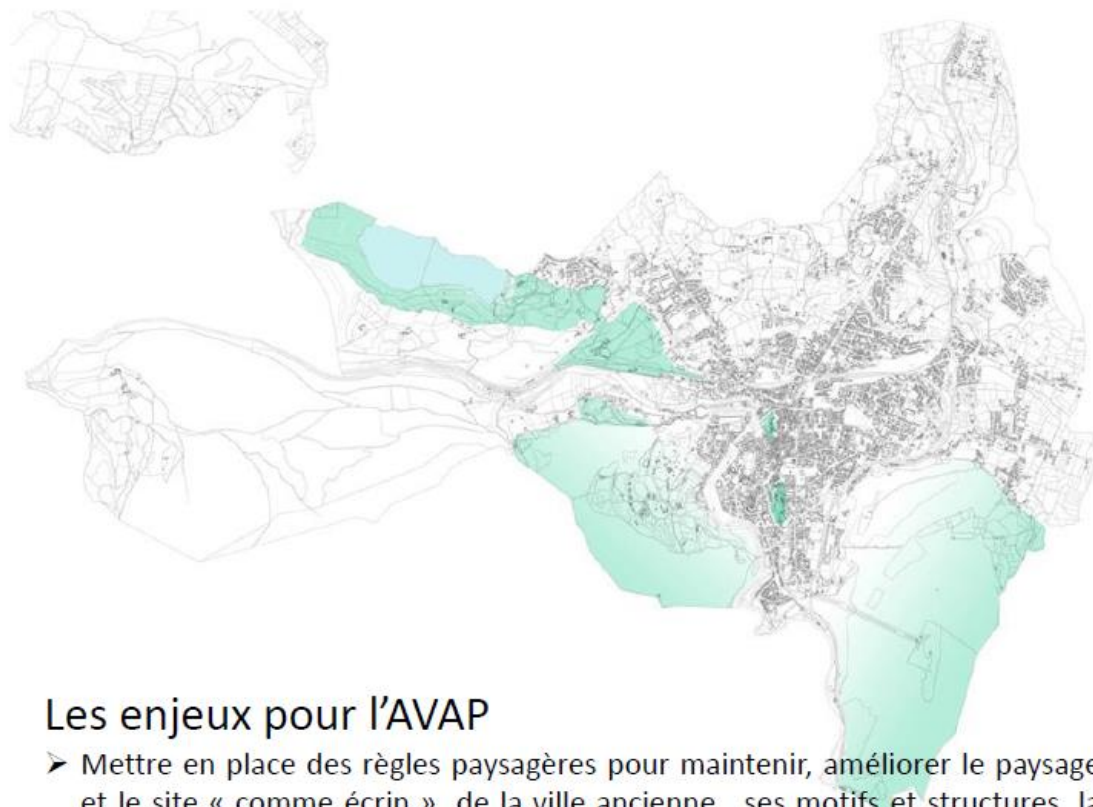 Les enjeux pour l'AVAP
➢ Mettre en place des règles paysagères pour maintenir, améliorer le paysage
et le site « comme écrin » de la ville ancienne, ses motifs et structures, la